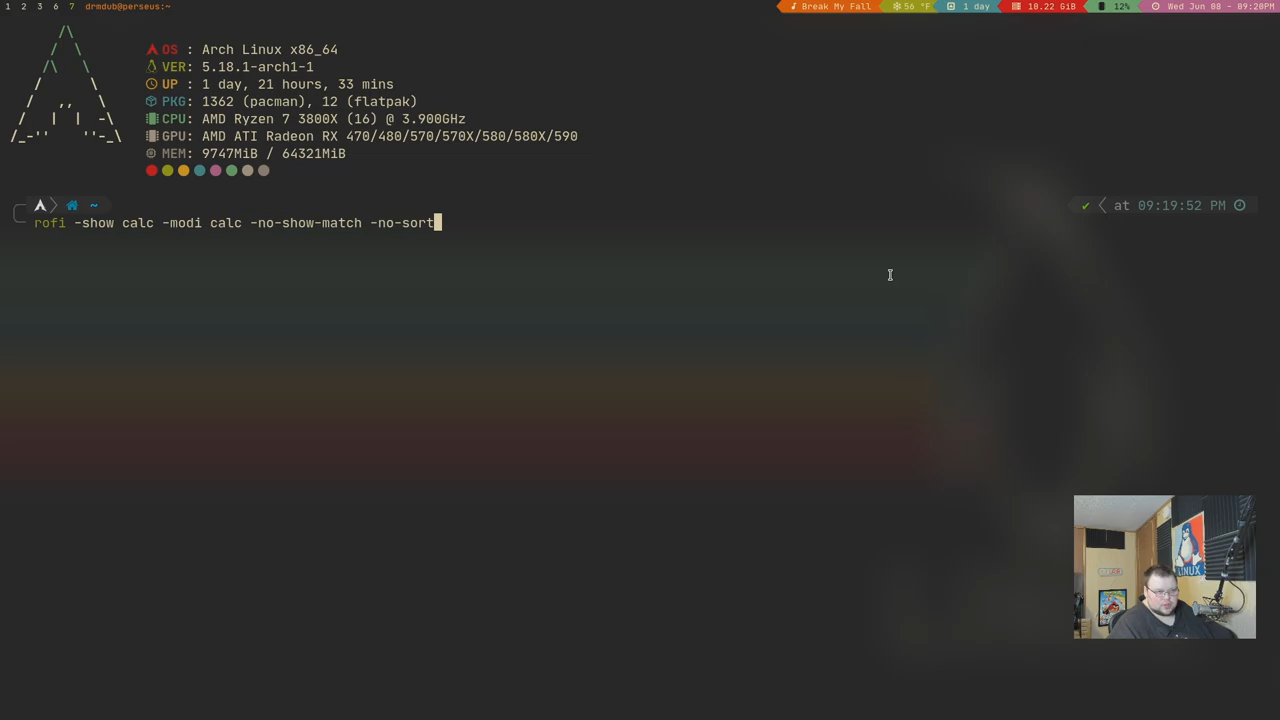 1 2 3 6 7 drmdub@perseus:~ Break My Fall 56 °F 1 day 10.22 GiB 12% Wed Jun 08 - 09:20PM
OS : Arch Linux x86_64
VER: 5.18.1-arch1-1
UP : 1 day, 21 hours, 33 mins
PKG: 1362 (pacman), 12 (flatpak)
CPU: AMD Ryzen 7 3800X (16) @ 3.900GHz
GPU: AMD ATI Radeon RX 470/480/570/570X/580/580X/590
MEM: 9747MiB / 64321MiB
~ at 09:19:52 PM
rofi -show calc -modi calc -no-show-match -no-sort
LINUX